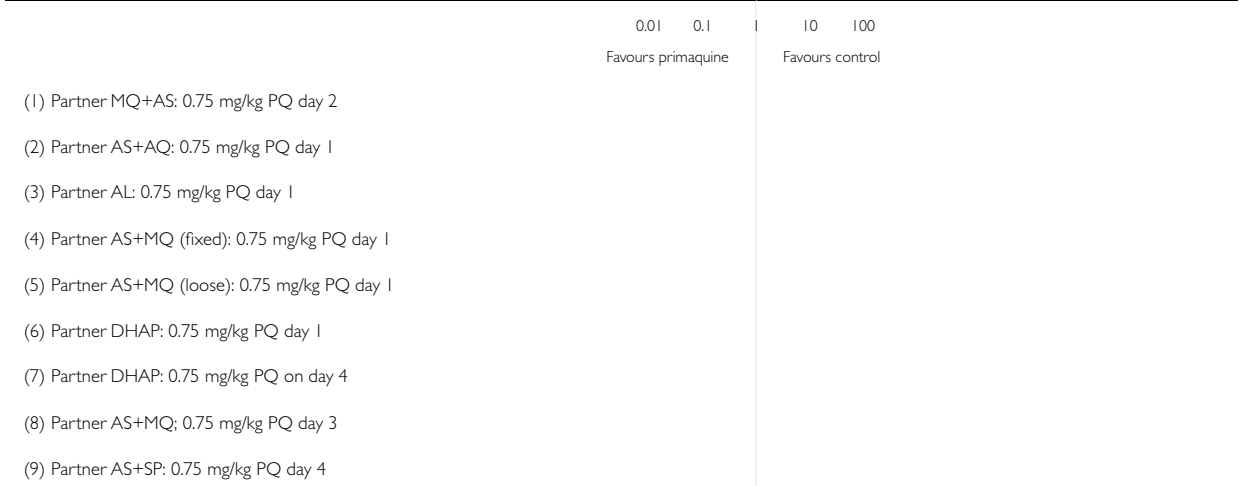 0.01 0.1 1 10 100
Favours primaquine Favours control
(1) Partner MQ+AS: 0.75 mg/kg PQ day 2
(2) Partner AS+AQ: 0.75 mg/kg PQ day 1
(3) Partner AL: 0.75 mg/kg PQ day 1
(4) Partner AS+MQ (fixed): 0.75 mg/kg PQ day 1
(5) Partner AS+MQ (loose): 0.75 mg/kg PQ day 1
(6) Partner DHAP: 0.75 mg/kg PQ day 1
(7) Partner DHAP: 0.75 mg/kg PQ on day 4
(8) Partner AS+MQ; 0.75 mg/kg PQ day 3
(9) Partner AS+SP: 0.75 mg/kg PQ day 4